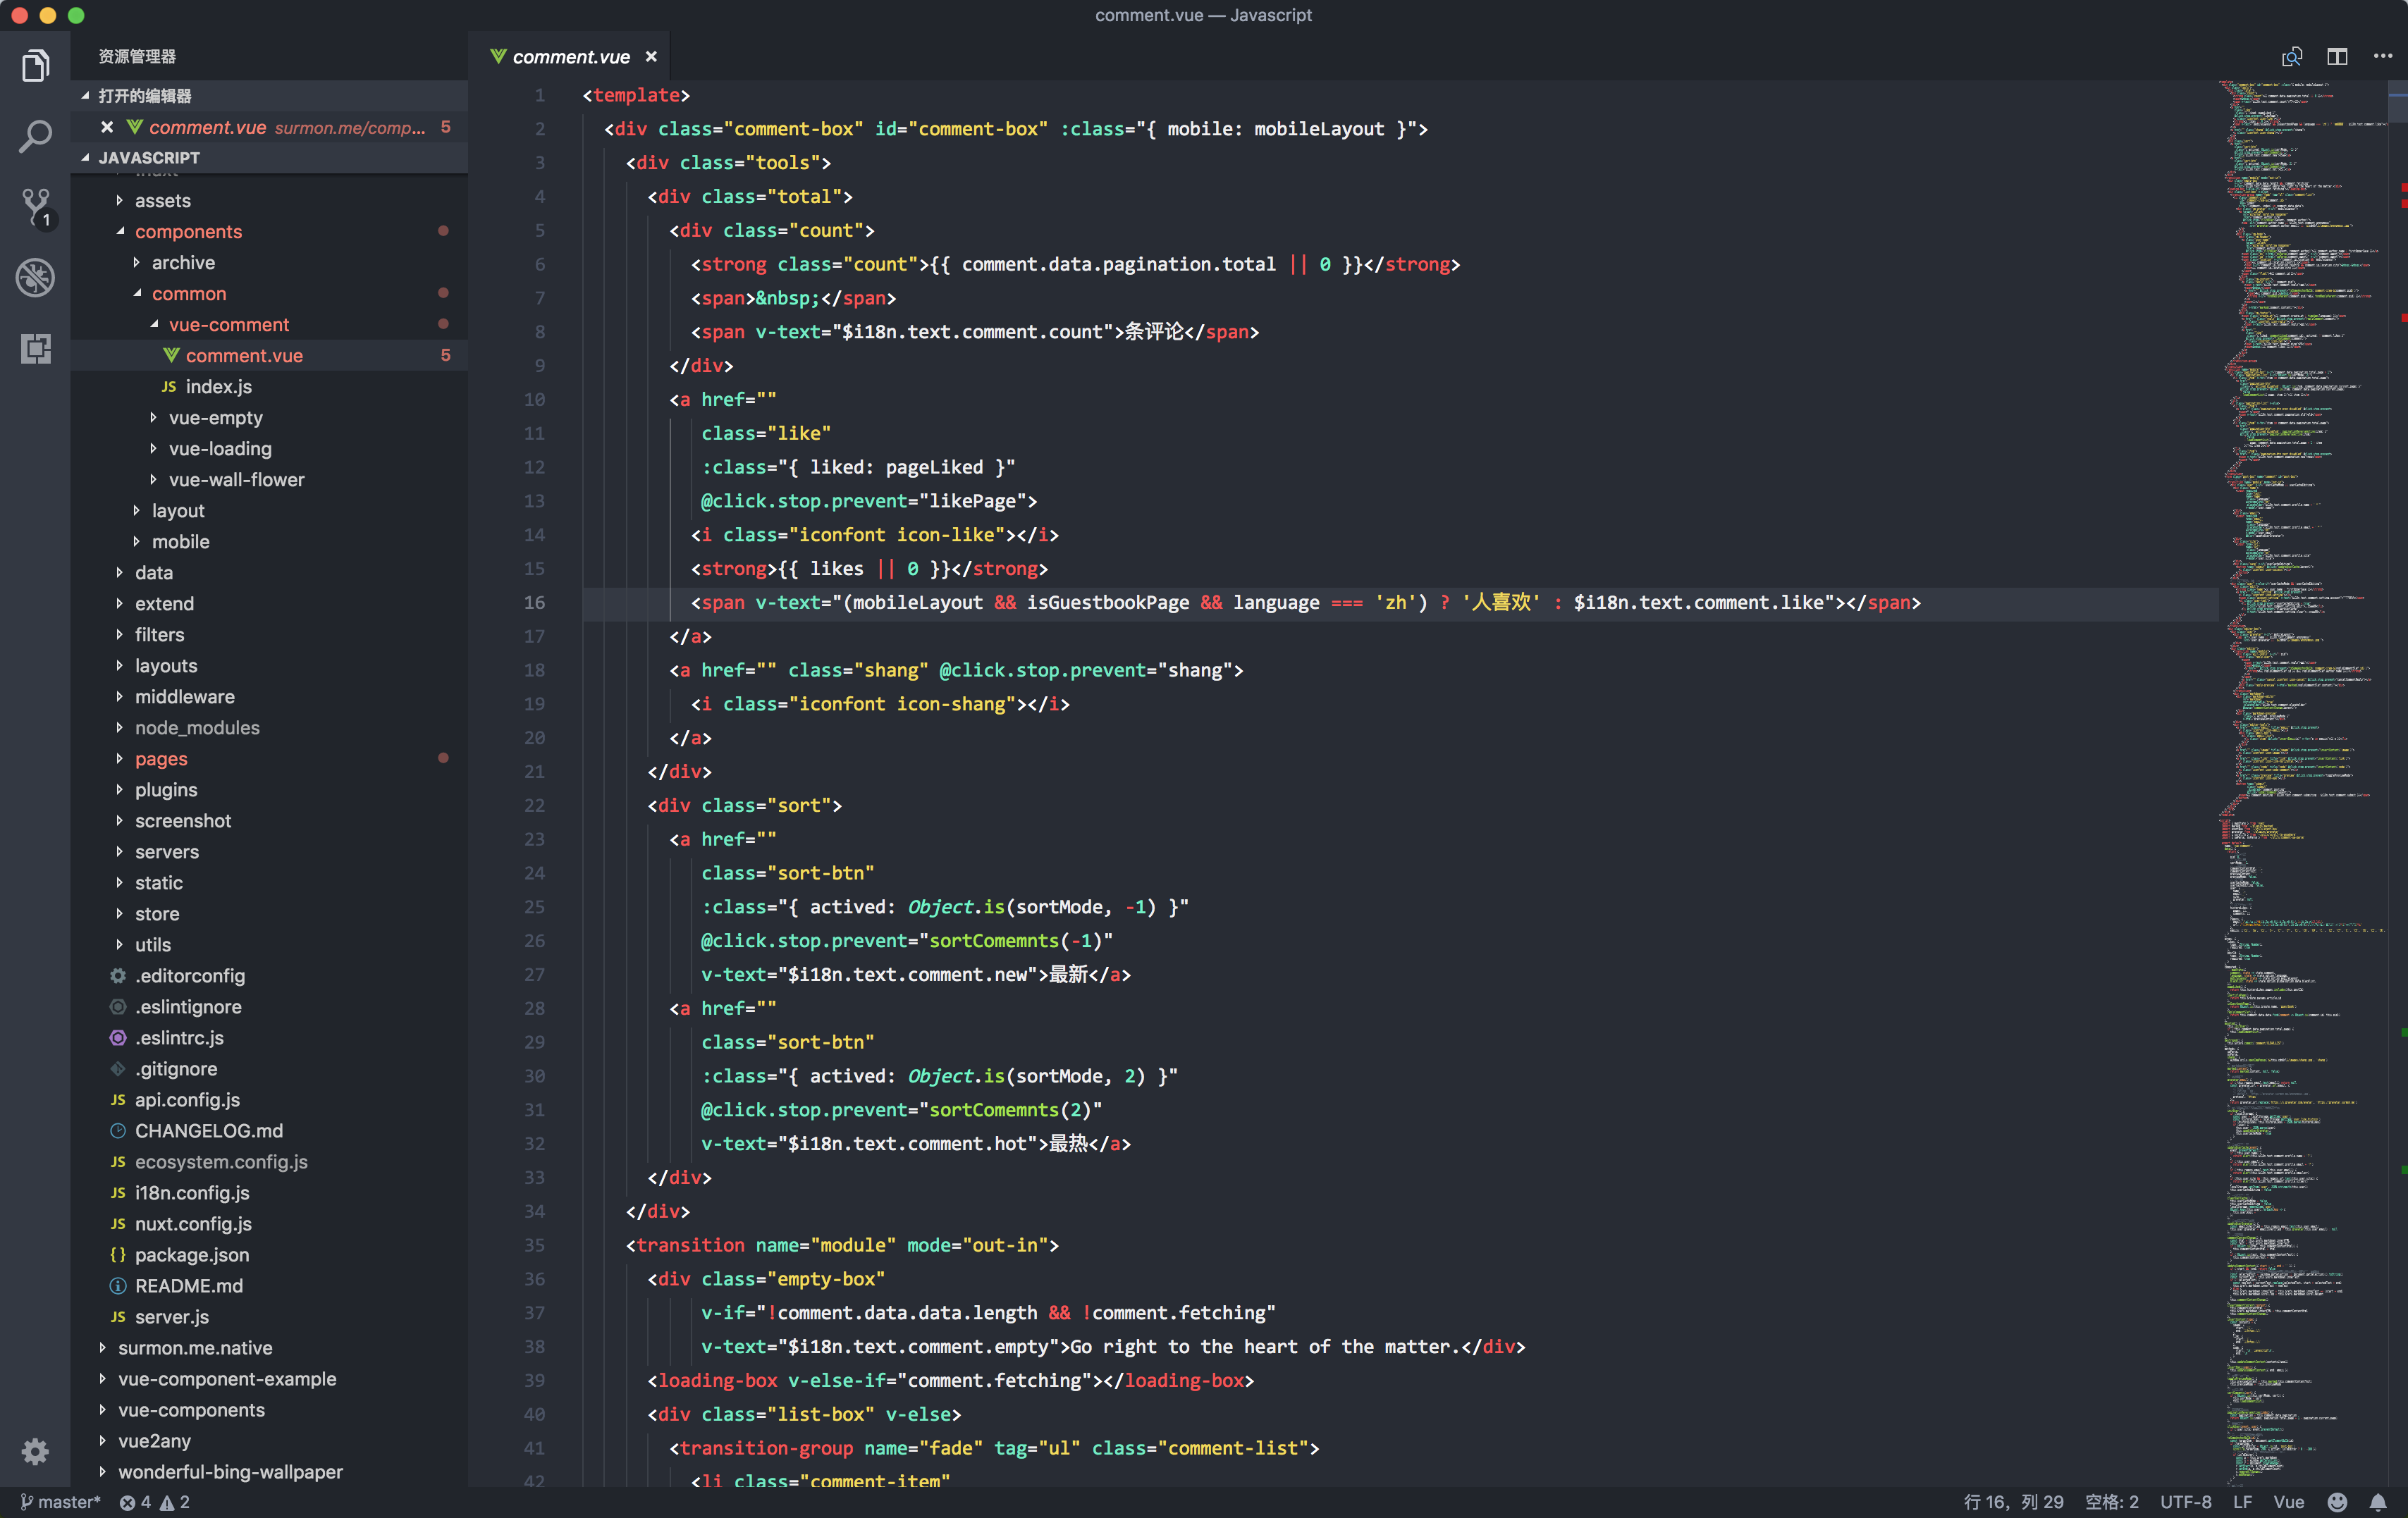 comment.vue — Javascript
资源管理器
打开的编辑器
comment.vue surmon.me/comp... 5
JAVASCRIPT
assets
components
archive
common
vue-comment
comment.vue 5
JS index.js
vue-empty
vue-loading
vue-wall-flower
layout
mobile
data
extend
filters
layouts
middleware
node_modules
pages
plugins
screenshot
servers
static
store
utils
.editorconfig
.eslintignore
.eslintrc.js
.gitignore
JS api.config.js
CHANGELOG.md
JS ecosystem.config.js
JS i18n.config.js
JS nuxt.config.js
{} package.json
README.md
JS server.js
surmon.me.native
vue-component-example
vue-components
vue2any
wonderful-bing-wallpaper
1
comment.vue
1 <template>
2 <div class="comment-box" id="comment-box" :class="{ mobile: mobileLayout }">
3 <div class="tools">
4 <div class="total">
5 <div class="count">
6 <strong class="count">{{ comment.data.pagination.total || 0 }}</strong>
7 <span>&nbsp;</span>
8 <span v-text="$i18n.text.comment.count">条评论</span>
9 </div>
10 <a href=""
11 class="like"
12 :class="{ liked: pageLiked }"
13 @click.stop.prevent="likePage">
14 <i class="iconfont icon-like"></i>
15 <strong>{{ likes || 0 }}</strong>
16 <span v-text="(mobileLayout && isGuestbookPage && language === 'zh') ? '人喜欢' : $i18n.text.comment.like"></span>
17 </a>
18 <a href="" class="shang" @click.stop.prevent="shang">
19 <i class="iconfont icon-shang"></i>
20 </a>
21 </div>
22 <div class="sort">
23 <a href=""
24 class="sort-btn"
25 :class="{ actived: Object.is(sortMode, -1) }"
26 @click.stop.prevent="sortComemnts(-1)"
27 v-text="$i18n.text.comment.new">最新</a>
28 <a href=""
29 class="sort-btn"
30 :class="{ actived: Object.is(sortMode, 2) }"
31 @click.stop.prevent="sortComemnts(2)"
32 v-text="$i18n.text.comment.hot">最热</a>
33 </div>
34 </div>
35 <transition name="module" mode="out-in">
36 <div class="empty-box"
37 v-if="!comment.data.data.length && !comment.fetching"
38 v-text="$i18n.text.comment.empty">Go right to the heart of the matter.</div>
39 <loading-box v-else-if="comment.fetching"></loading-box>
40 <div class="list-box" v-else>
41 <transition-group name="fade" tag="ul" class="comment-list">
42 <li class="comment-item"
master* 4 2
行 16，列 29 空格: 2 UTF-8 LF Vue